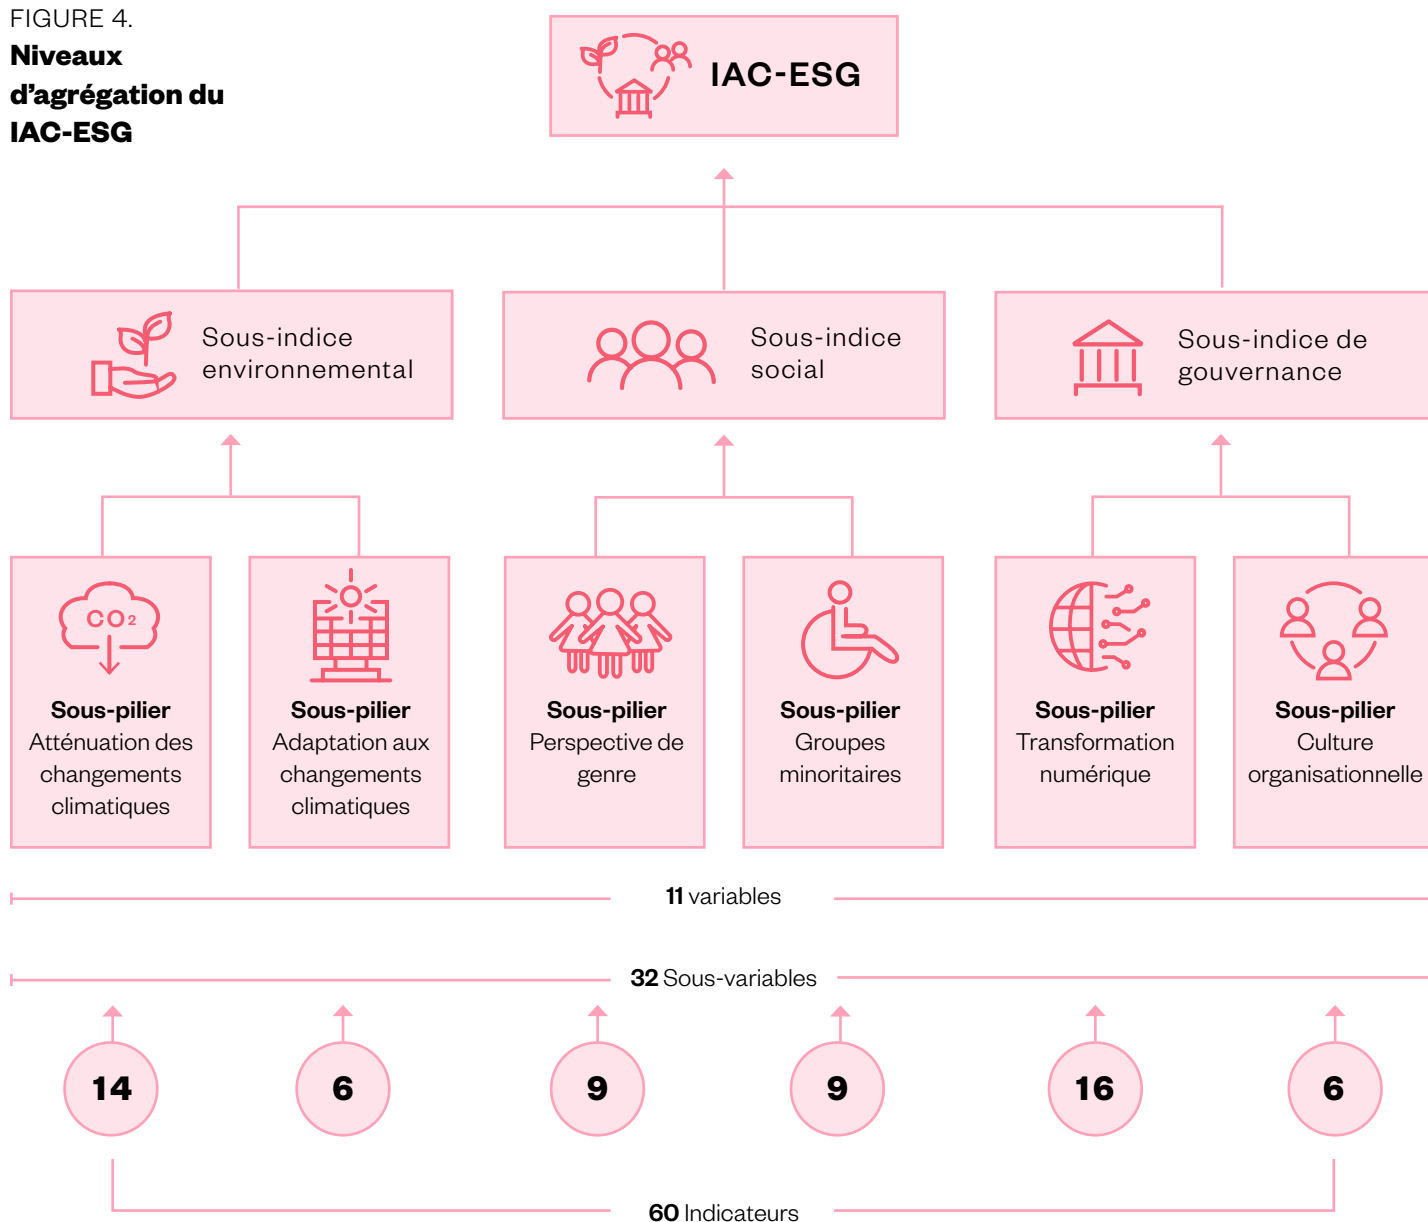 FIGURE 4.
Niveaux
d’agrégation du
IAC-ESG
IAC-ESG
Sous-indice
environnemental
Sous-indice
social
Sous-indice de
gouvernance
CO2
Sous-pilier
Atténuation des
changements
climatiques
Sous-pilier
Adaptation aux
changements
climatiques
Sous-pilier
Perspective de
genre
Sous-pilier
Groupes
minoritaires
Sous-pilier
Transformation
numérique
Sous-pilier
Culture
organisationnelle
11 variables
32 Sous-variables
14
6
9
9
16
6
60 Indicateurs